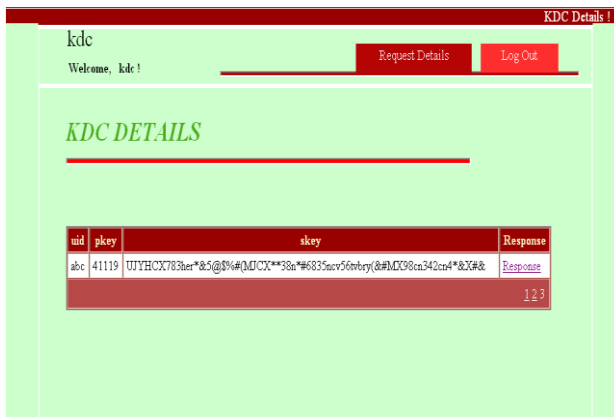 KDC Details !
kdc
Welcome, kdc !
Request Details
Log Out
KDC DETAILS
uid pkey skey Response
abc 41119 UJYHCX783her*&5@$%#(MJCX**38n*#6835ncv56tvbry(&#MX98cn342cn4*&X#& Response
1 2 3